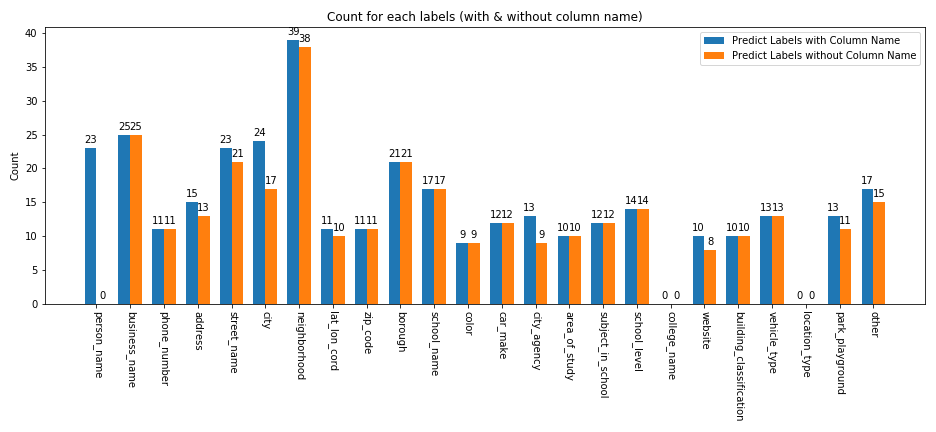 Count for each labels (with & without column name)
Predict Labels with Column Name
Predict Labels without Column Name
Count
40
35
30
25
20
15
10
5
0
23 0
25 25
11 11
15 13
23 21
24 17
39 38
11 10
11 11
21 21
17 17
9 9
12 12
13 9
10 10
12 12
14 14
0 0
10 8
10 10
13 13
0 0
13 11
17 15
person_name
business_name
phone_number
address
street_name
city
neighborhood
lat_lon_cord
zip_code
borough
school_name
color
car_make
city_agency
area_of_study
subject_in_school
school_level
college_name
website
building_classification
vehicle_type
location_type
park_playground
other